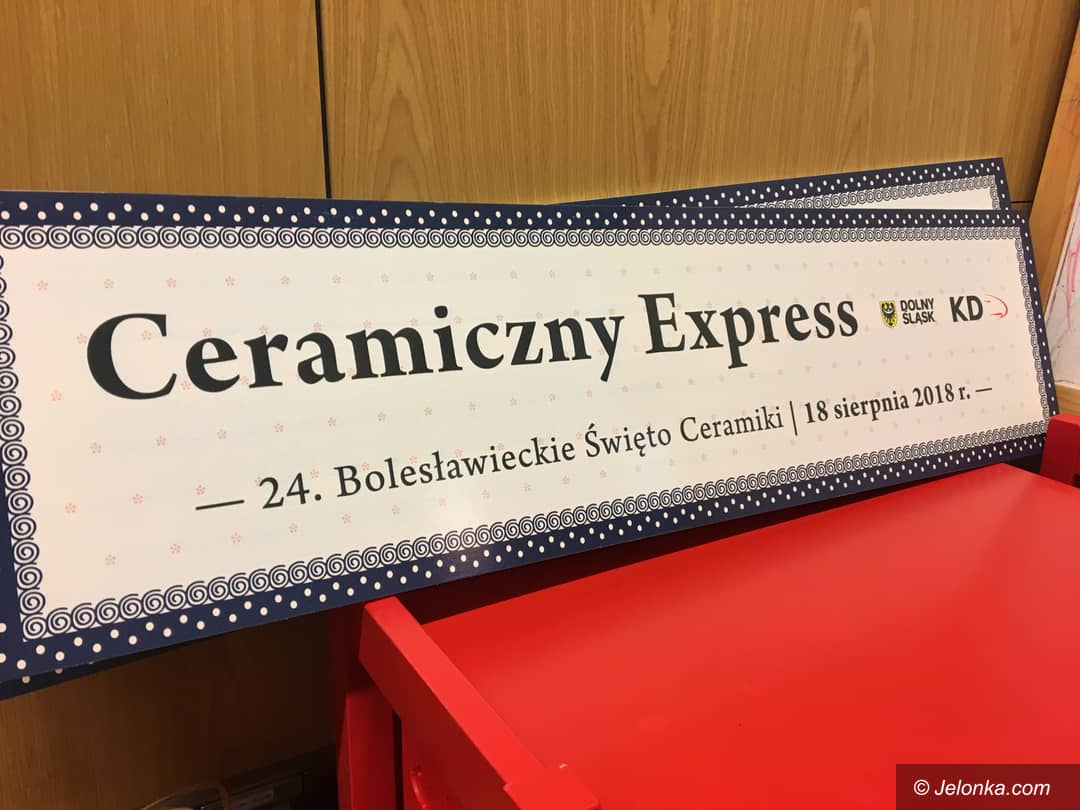 Ceramiczny Express
DOLNY
ŚLĄSK
KD
— 24. Bolesławieckie Święto Ceramiki | 18 sierpnia 2018 r. —
© Jelonka.com